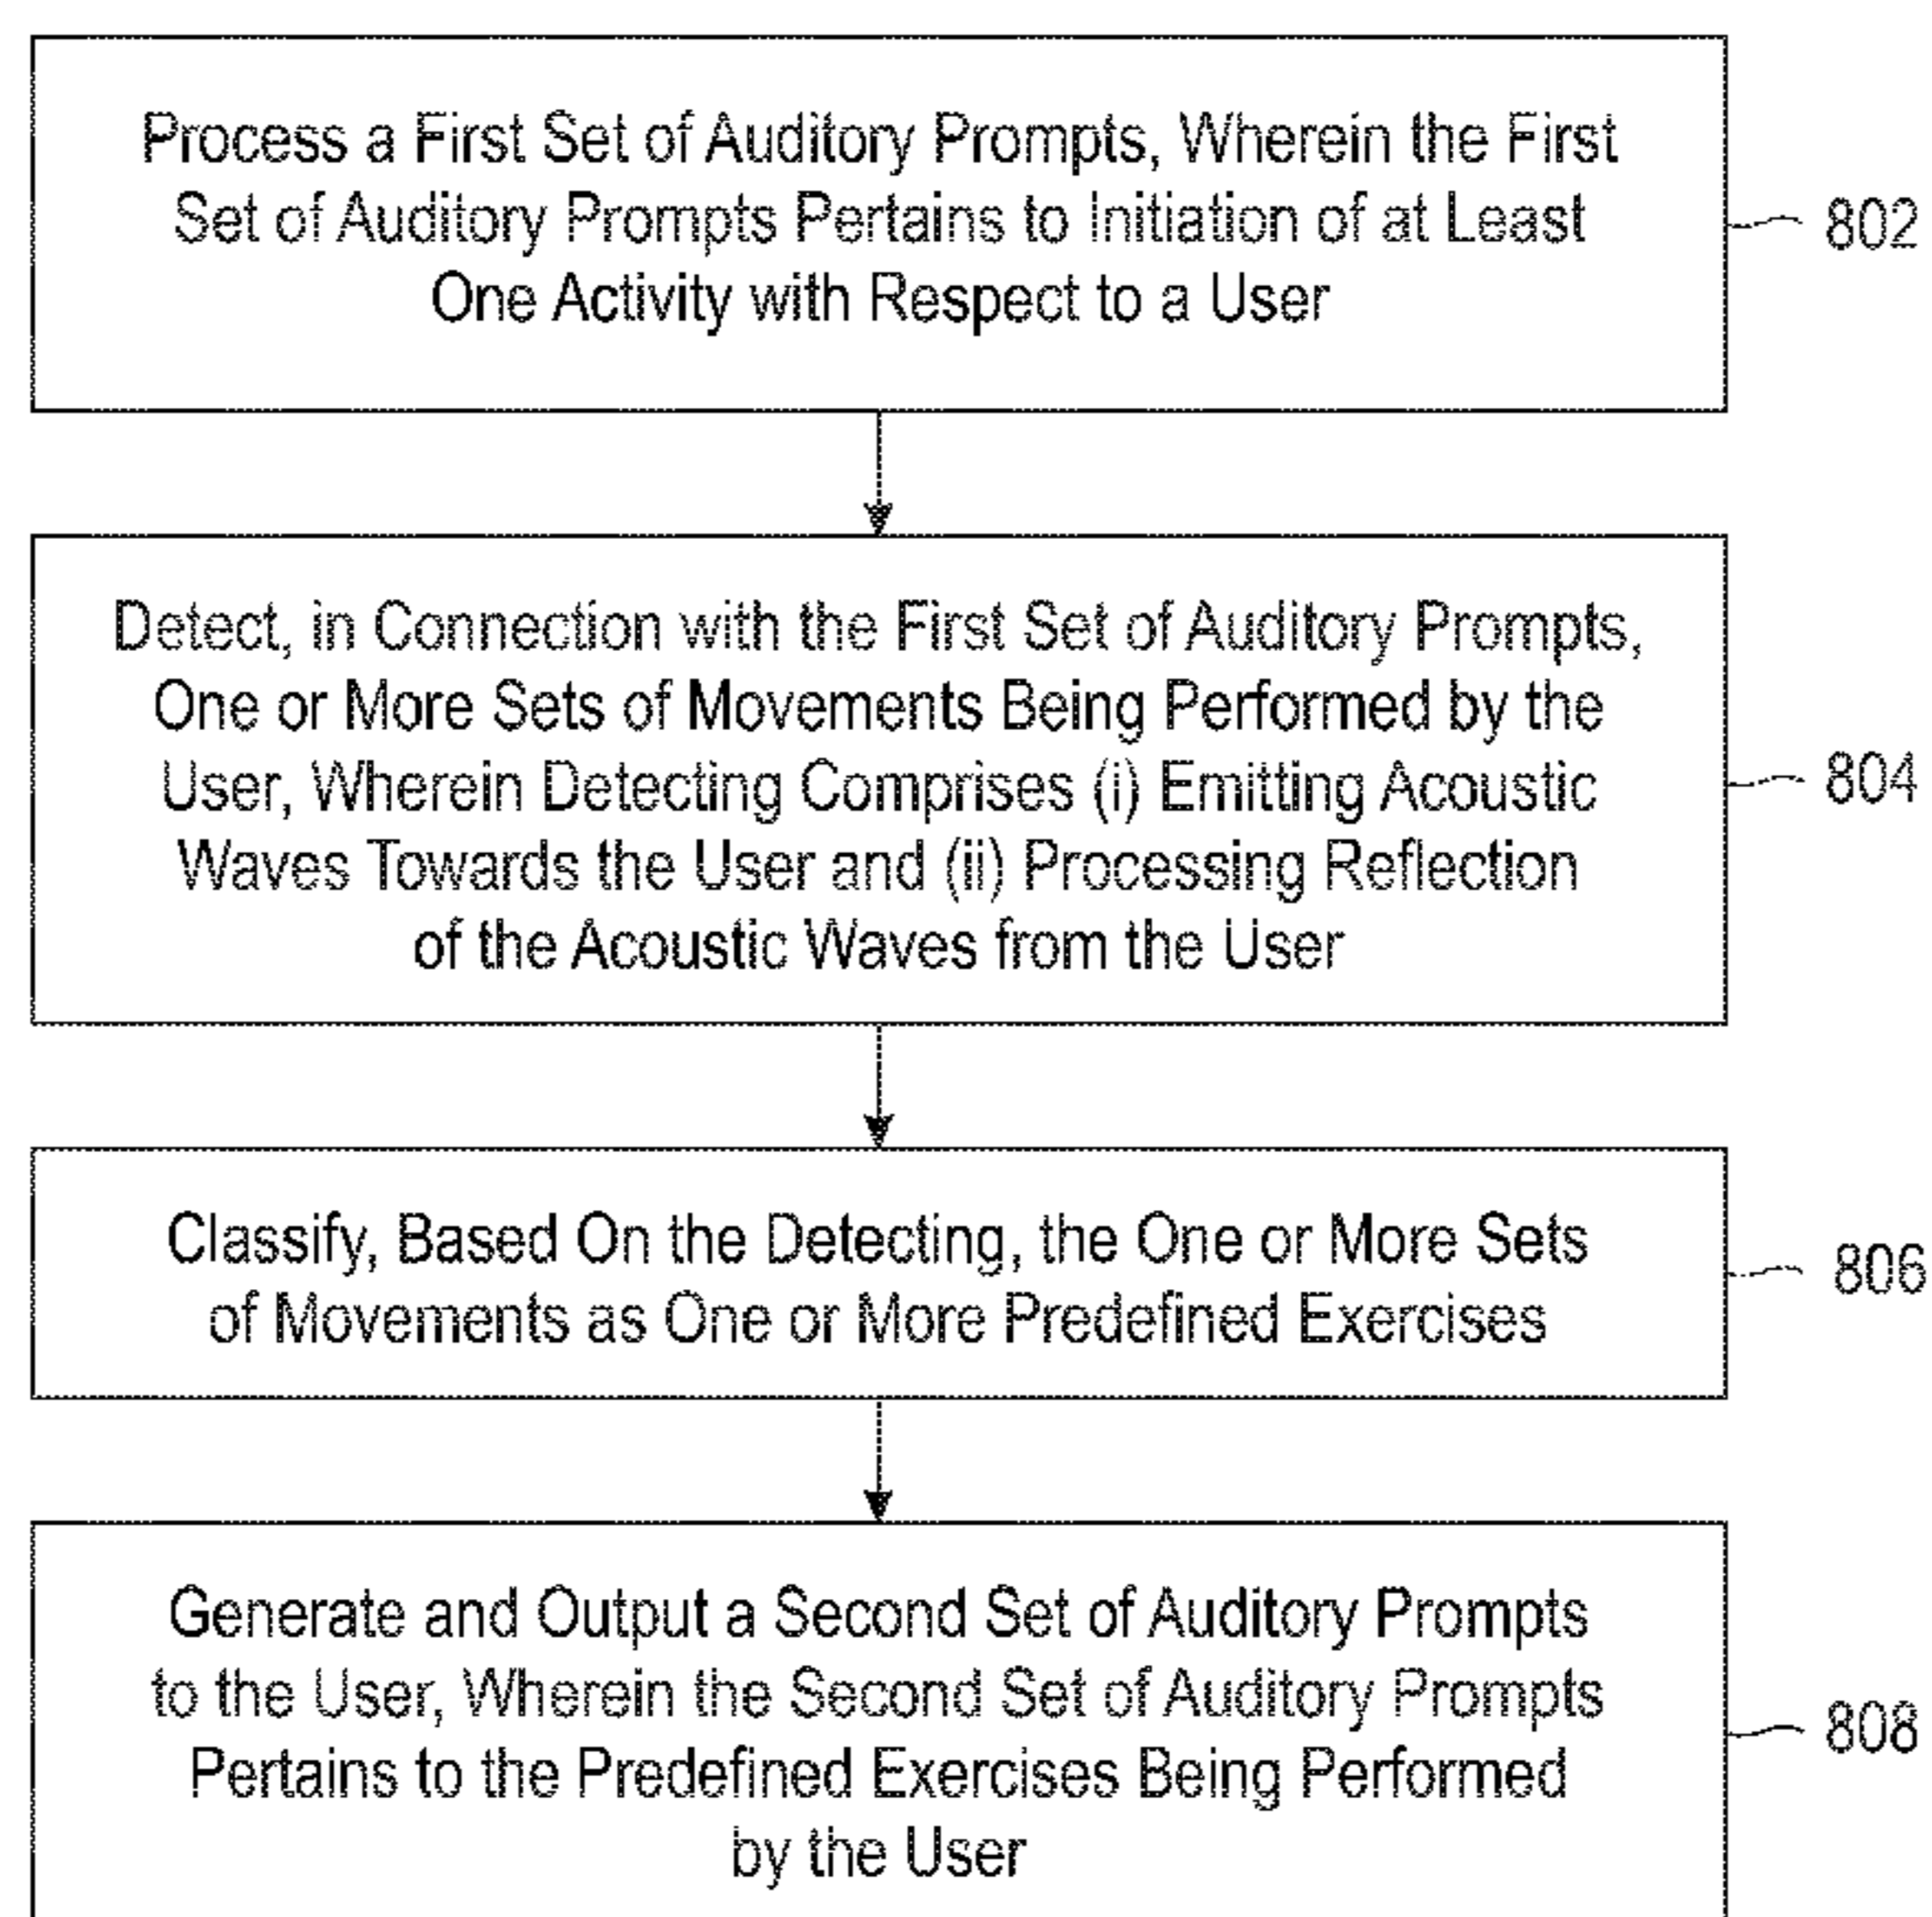 Process a First Set of Auditory Prompts, Wherein the First
Set of Auditory Prompts Pertains to Initiation of at Least
One Activity with Respect to a User
802
Detect, in Connection with the First Set of Auditory Prompts,
One or More Sets of Movements Being Performed by the
User, Wherein Detecting Comprises (i) Emitting Acoustic
Waves Towards the User and (ii) Processing Reflection
of the Acoustic Waves from the User
804
Classify, Based On the Detecting, the One or More Sets
of Movements as One or More Predefined Exercises
806
Generate and Output a Second Set of Auditory Prompts
to the User, Wherein the Second Set of Auditory Prompts
Pertains to the Predefined Exercises Being Performed
by the User
808